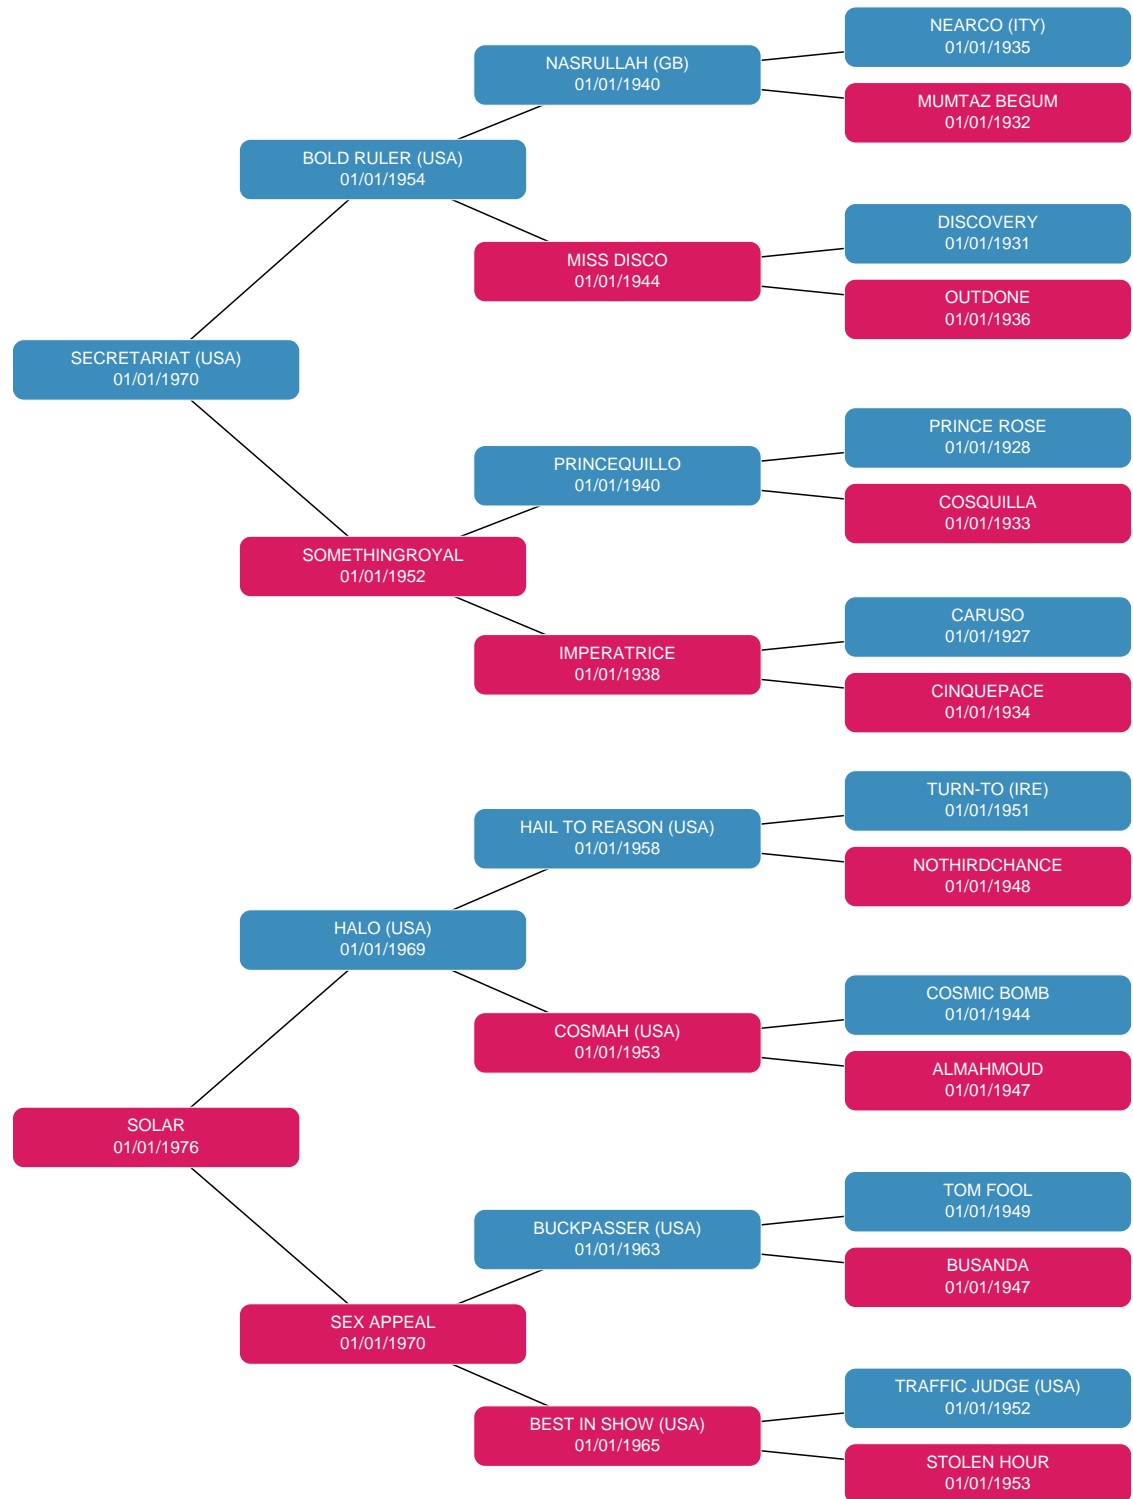 NEARCO (ITY)
01/01/1935
NASRULLAH (GB)
01/01/1940
MUMTAZ BEGUM
01/01/1932
BOLD RULER (USA)
01/01/1954
DISCOVERY
01/01/1931
MISS DISCO
01/01/1944
OUTDONE
01/01/1936
SECRETARIAT (USA)
01/01/1970
PRINCE ROSE
01/01/1928
PRINCEQUILLO
01/01/1940
COSQUILLA
01/01/1933
SOMETHINGROYAL
01/01/1952
CARUSO
01/01/1927
IMPERATRICE
01/01/1938
CINQUEPACE
01/01/1934
TURN-TO (IRE)
01/01/1951
HAIL TO REASON (USA)
01/01/1958
NOTHIRDCHANCE
01/01/1948
HALO (USA)
01/01/1969
COSMIC BOMB
01/01/1944
COSMAH (USA)
01/01/1953
ALMAHMOUD
01/01/1947
SOLAR
01/01/1976
TOM FOOL
01/01/1949
BUCKPASSER (USA)
01/01/1963
BUSANDA
01/01/1947
SEX APPEAL
01/01/1970
TRAFFIC JUDGE (USA)
01/01/1952
BEST IN SHOW (USA)
01/01/1965
STOLEN HOUR
01/01/1953